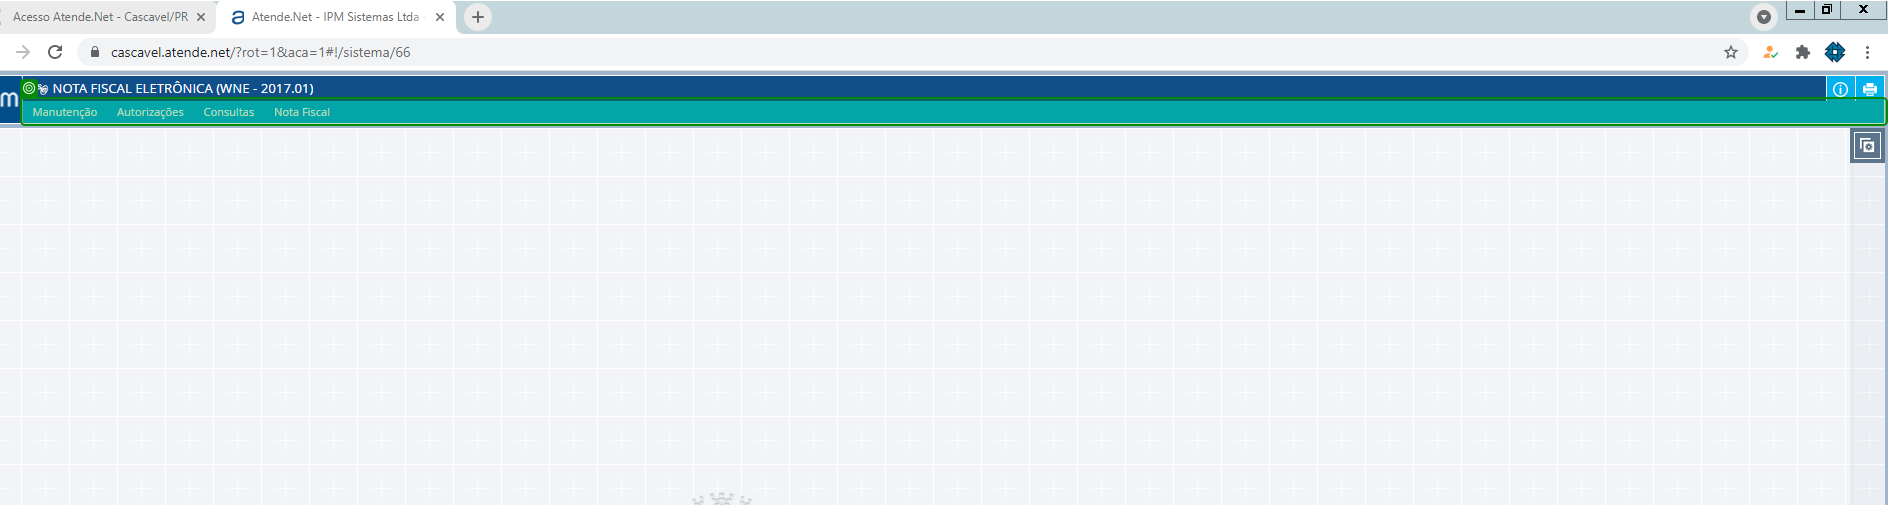 Acesso Atende.Net - Cascavel/PR
Atende.Net - IPM Sistemas Ltda -
cascavel.atende.net/?rot=1&aca=1#!/sistema/66
m
NOTA FISCAL ELETRÔNICA (WNE - 2017.01)
Manutenção Autorizações Consultas Nota Fiscal